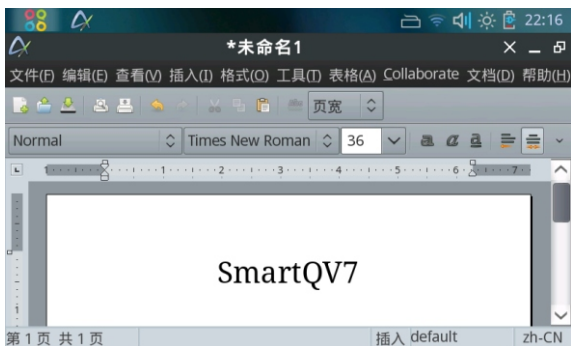 22:16
*未命名1
文件(F) 编辑(E) 查看(V) 插入(I) 格式(O) 工具(T) 表格(A) Collaborate 文档(D) 帮助(H)
页宽
Normal Times New Roman 36 a a a
1 1 2 3 4 5 6 7
SmartQV7
1
第 1 页 共 1 页 插入 default zh-CN